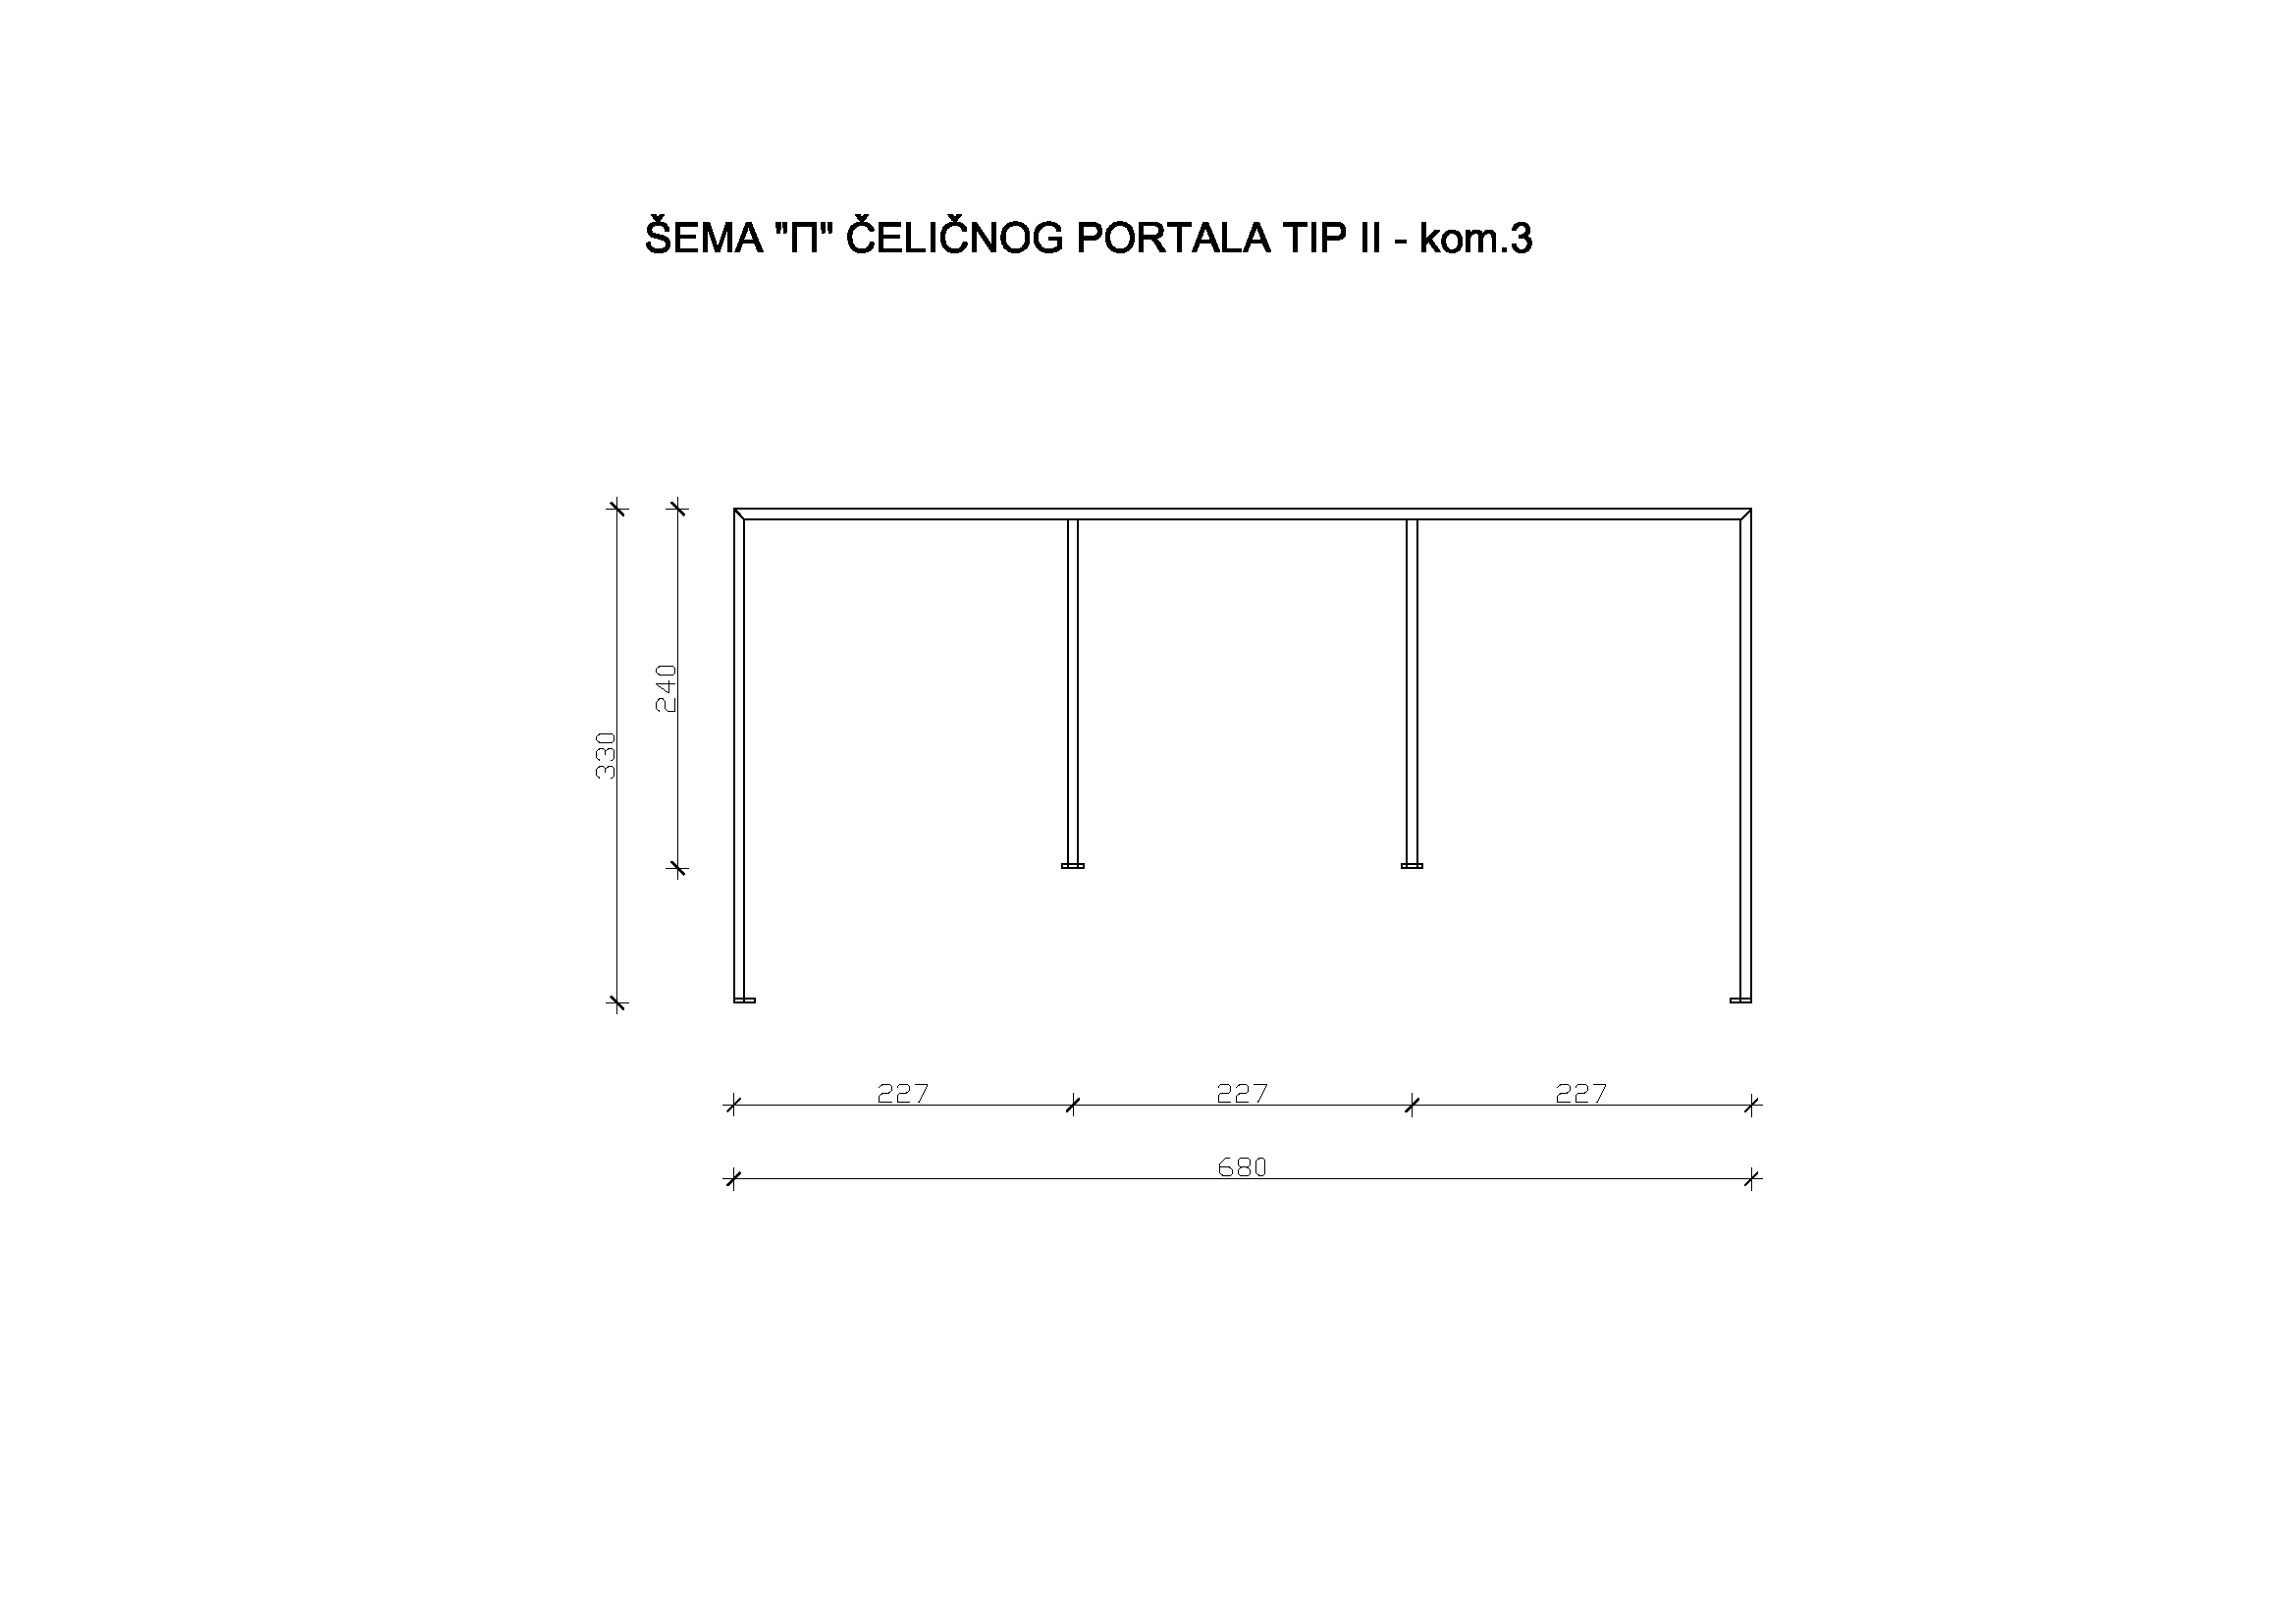 ŠEMA "П" ČELIČNOG PORTALA TIP II - kom.3
240
330
227 227 227
680